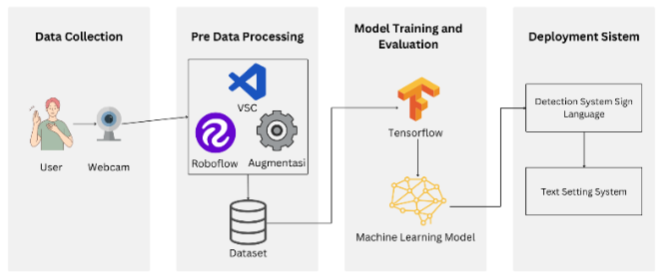 Data Collection
User
Webcam
Pre Data Processing
VSC
Roboflow
Augmentasi
Dataset
Model Training and
Evaluation
Tensorflow
Machine Learning Model
Deployment Sistem
Detection System Sign
Language
Text Setting System